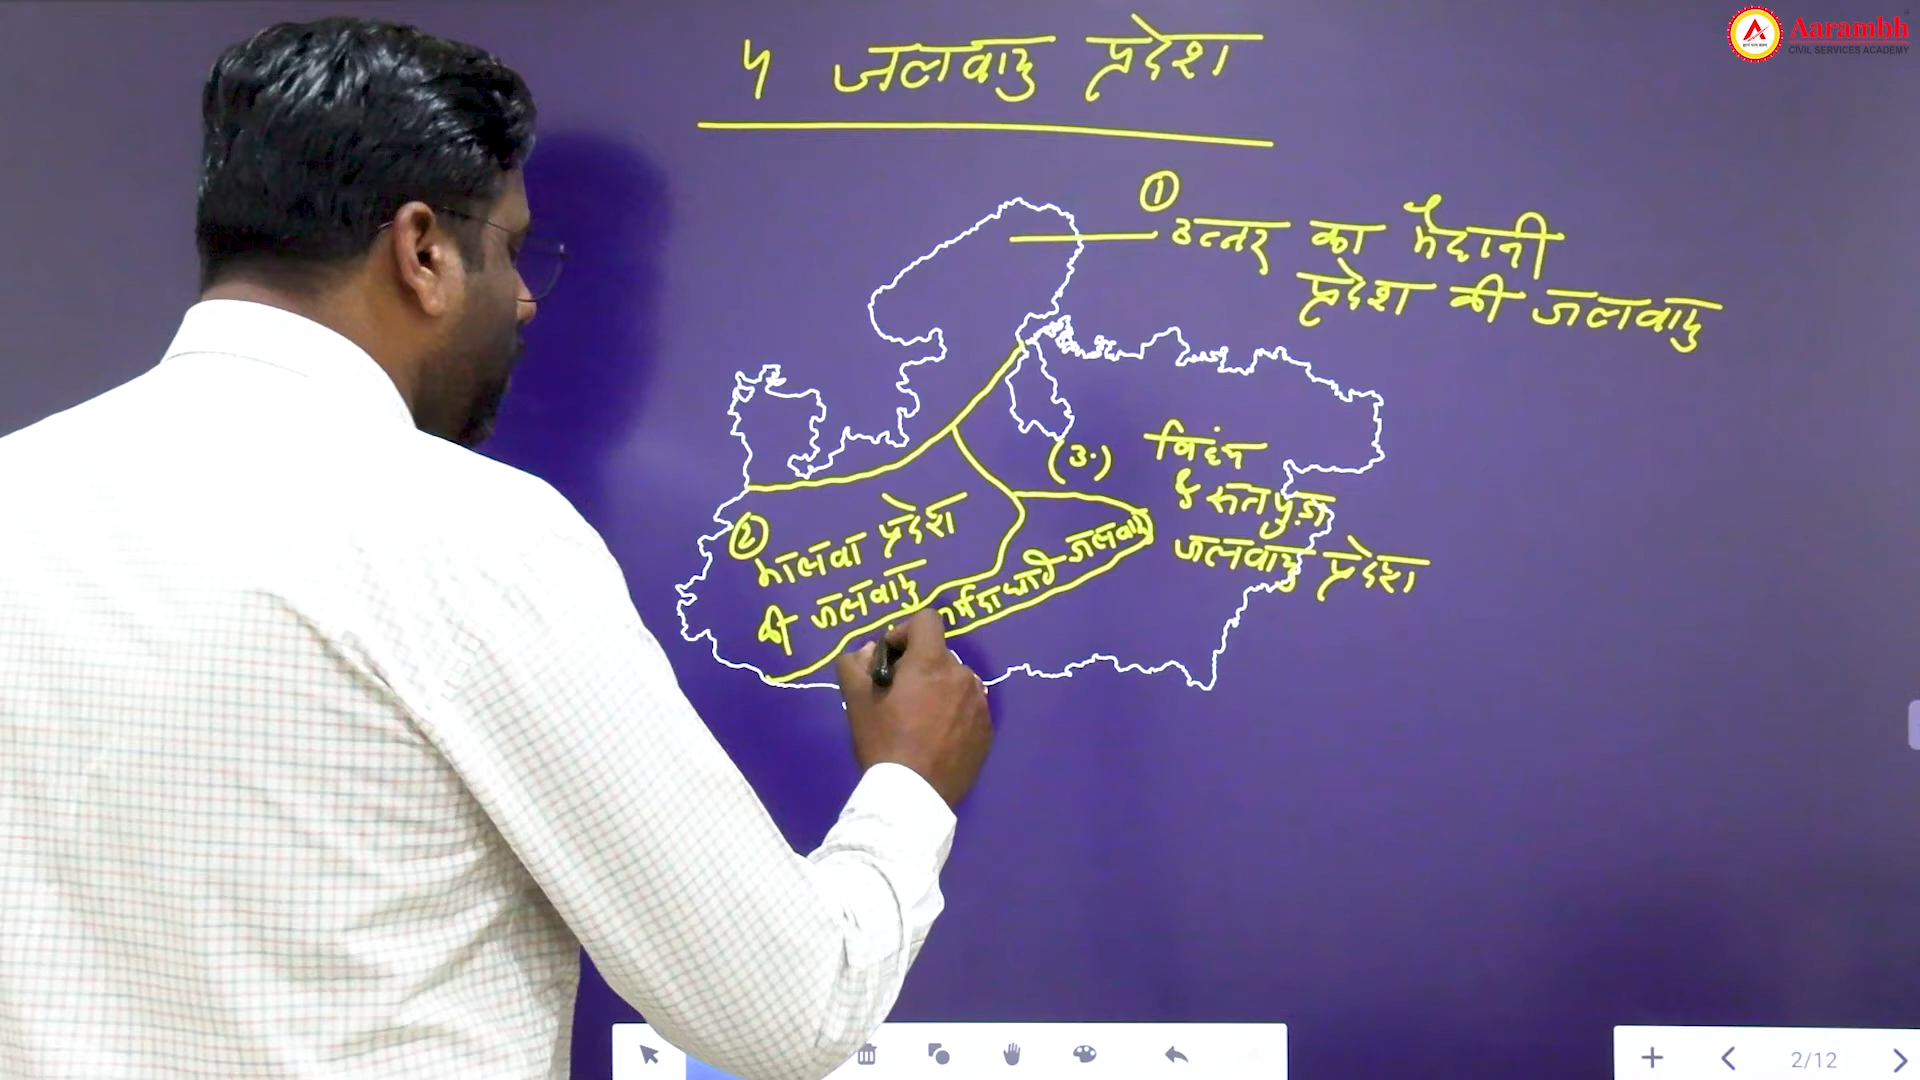 Aarambh
CIVIL SERVICES ACADEMY
4 जलवायु प्रदेश
①
उत्तर का मैदानी
प्रदेश की जलवायु
②
मालवा प्रदेश
की जलवायु
(3.)
के सतपुड़ा
जलवायु प्रदेश
नर्मदा घाटी जलवायु
2/12